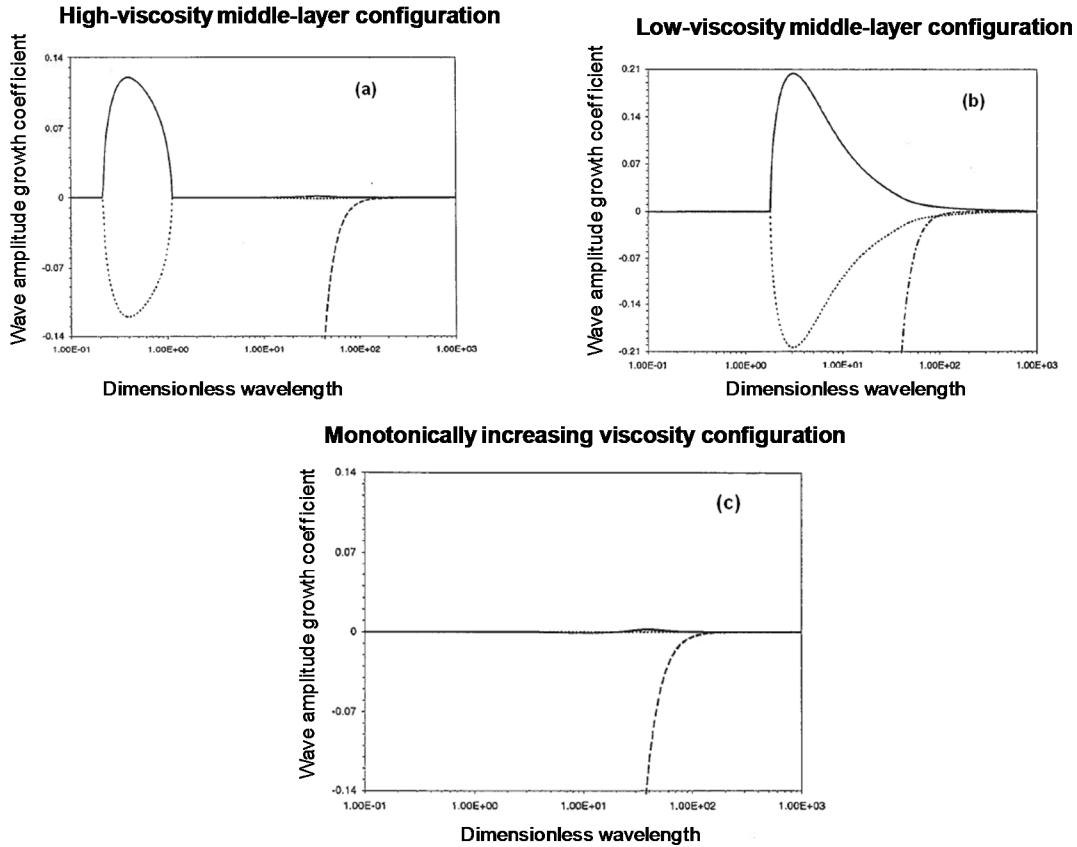 High-viscosity middle-layer configuration
Wave amplitude growth coefficient
0.14
0.07
0
-0.07
-0.14
(a)
1.00E-01
1.00E+00
1.00E+01
1.00E+02
1.00E+03
Dimensionless wavelength
Low-viscosity middle-layer configuration
Wave amplitude growth coefficient
0.21
0.14
0.07
0
-0.07
-0.14
-0.21
(b)
1.00E-01
1.00E+00
1.00E+01
1.00E+02
1.00E+03
Dimensionless wavelength
Monotonically increasing viscosity configuration
Wave amplitude growth coefficient
0.14
0.07
0
-0.07
-0.14
(c)
1.00E-01
1.00E+00
1.00E+01
1.00E+02
1.00E+03
Dimensionless wavelength